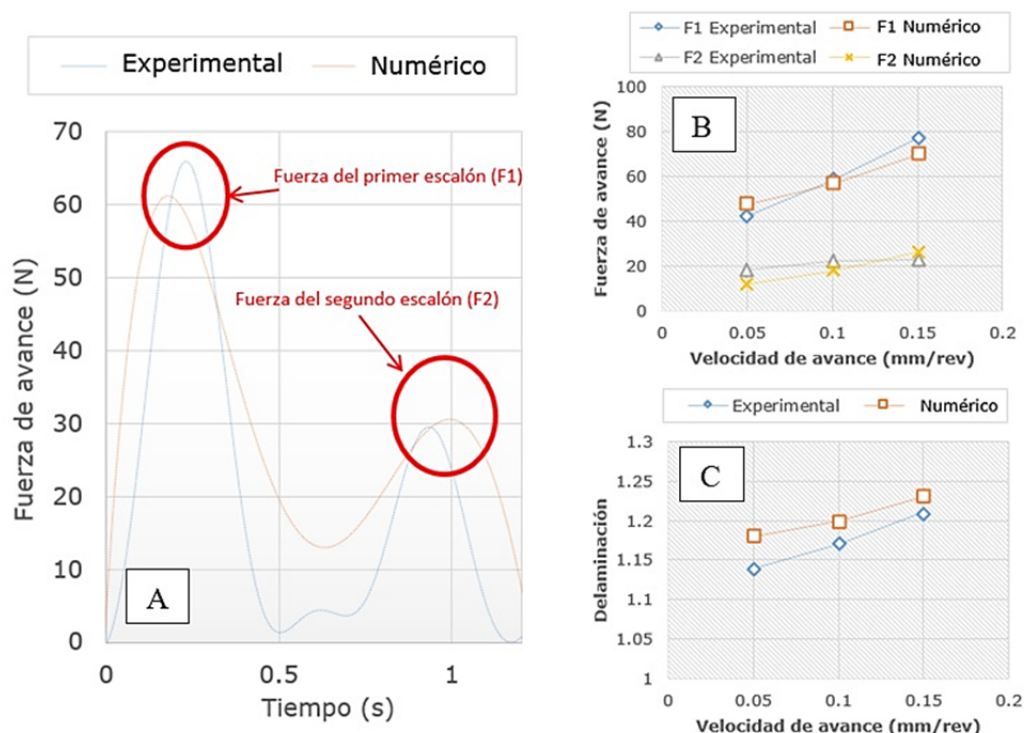 Experimental Numérico
70
60
50
40
30
20
10
0
0 0.5 1
Fuerza de avance (N)
Tiempo (s)
Fuerza del primer escalón (F1)
Fuerza del segundo escalón (F2)
A
F1 Experimental F1 Numérico
F2 Experimental F2 Numérico
100
80
60
40
20
0
0 0.05 0.1 0.15 0.2
Fuerza de avance (N)
Velocidad de avance (mm/rev)
B
Experimental Numérico
1.3
1.25
1.2
1.15
1.1
1.05
1
0 0.05 0.1 0.15 0.2
Delaminación
Velocidad de avance (mm/rev)
C